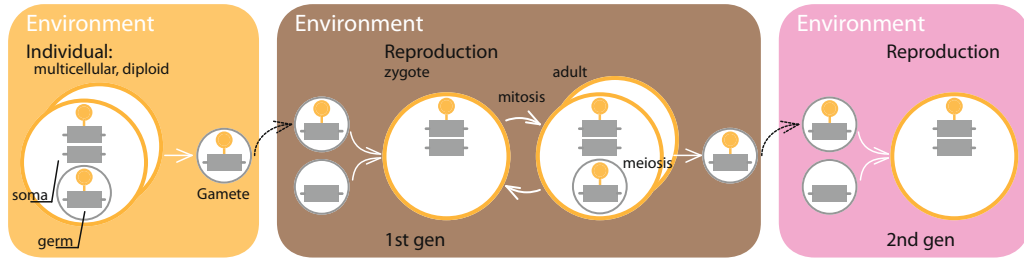 Environment
Individual:
multicellular, diploid
soma
germ
Gamete
Environment
Reproduction
zygote
mitosis
adult
meiosis
1st gen
Environment
Reproduction
2nd gen